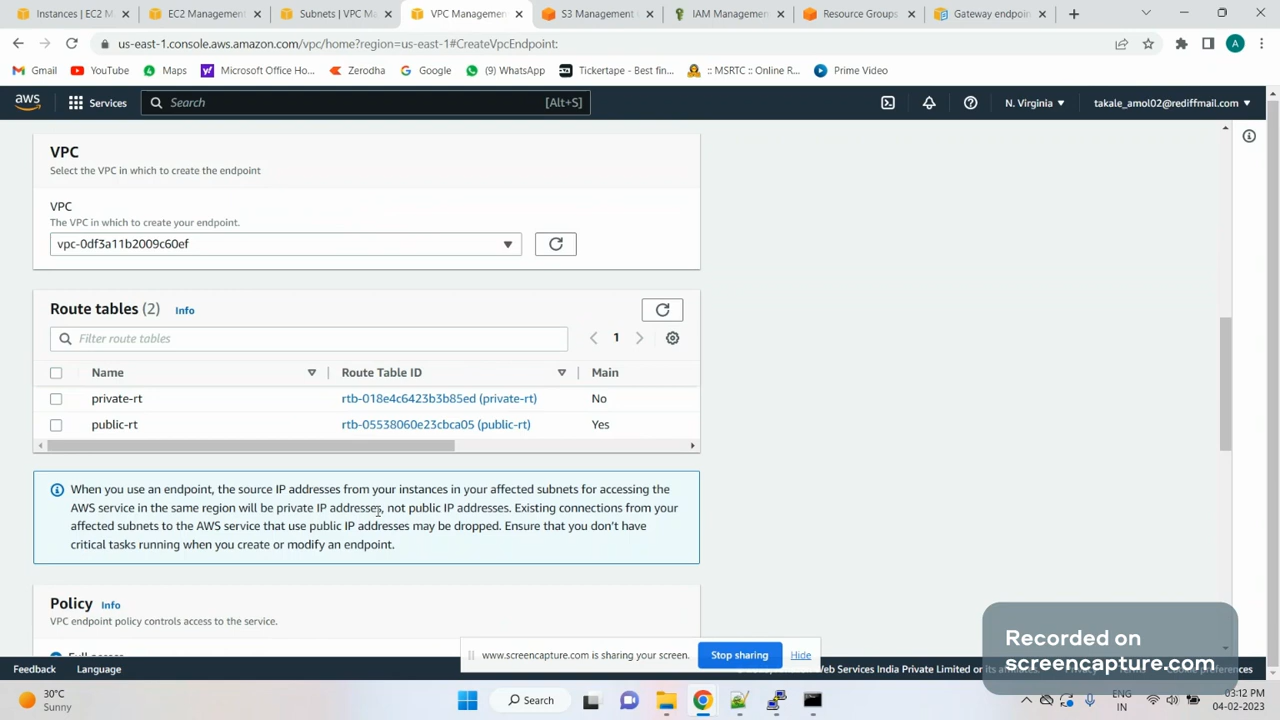 Instances | EC2 M
EC2 Management
Subnets | VPC Ma
VPC Managemen
S3 Management
IAM Managemen
Resource Groups
Gateway endpoin
us-east-1.console.aws.amazon.com/vpc/home?region=us-east-1#CreateVpcEndpoint:
A
Gmail
YouTube
Maps
Microsoft Office Ho...
Zerodha
Google
(9) WhatsApp
Tickertape - Best fin...
:: MSRTC :: Online R...
Prime Video
aws
Services
Search
[Alt+S]
N. Virginia
takale_amol02@rediffmail.com
VPC
Select the VPC in which to create the endpoint
VPC
The VPC in which to create your endpoint.
vpc-0df3a11b2009c60ef
Route tables (2) Info
Filter route tables
1
Name
Route Table ID
Main
private-rt
rtb-018e4c6423b3b85ed (private-rt)
No
public-rt
rtb-05538060e23cbca05 (public-rt)
Yes
When you use an endpoint, the source IP addresses from your instances in your affected subnets for accessing the
AWS service in the same region will be private IP addresses, not public IP addresses. Existing connections from your
affected subnets to the AWS service that use public IP addresses may be dropped. Ensure that you don't have
critical tasks running when you create or modify an endpoint.
Policy Info
VPC endpoint policy controls access to the service.
www.screencapture.com is sharing your screen.
Stop sharing
Hide
Recorded on
screencapture.com
Feedback
Language
Web Services India Private Limited or its
30°C
Sunny
Search
ENG
IN
03:12 PM
04-02-2023